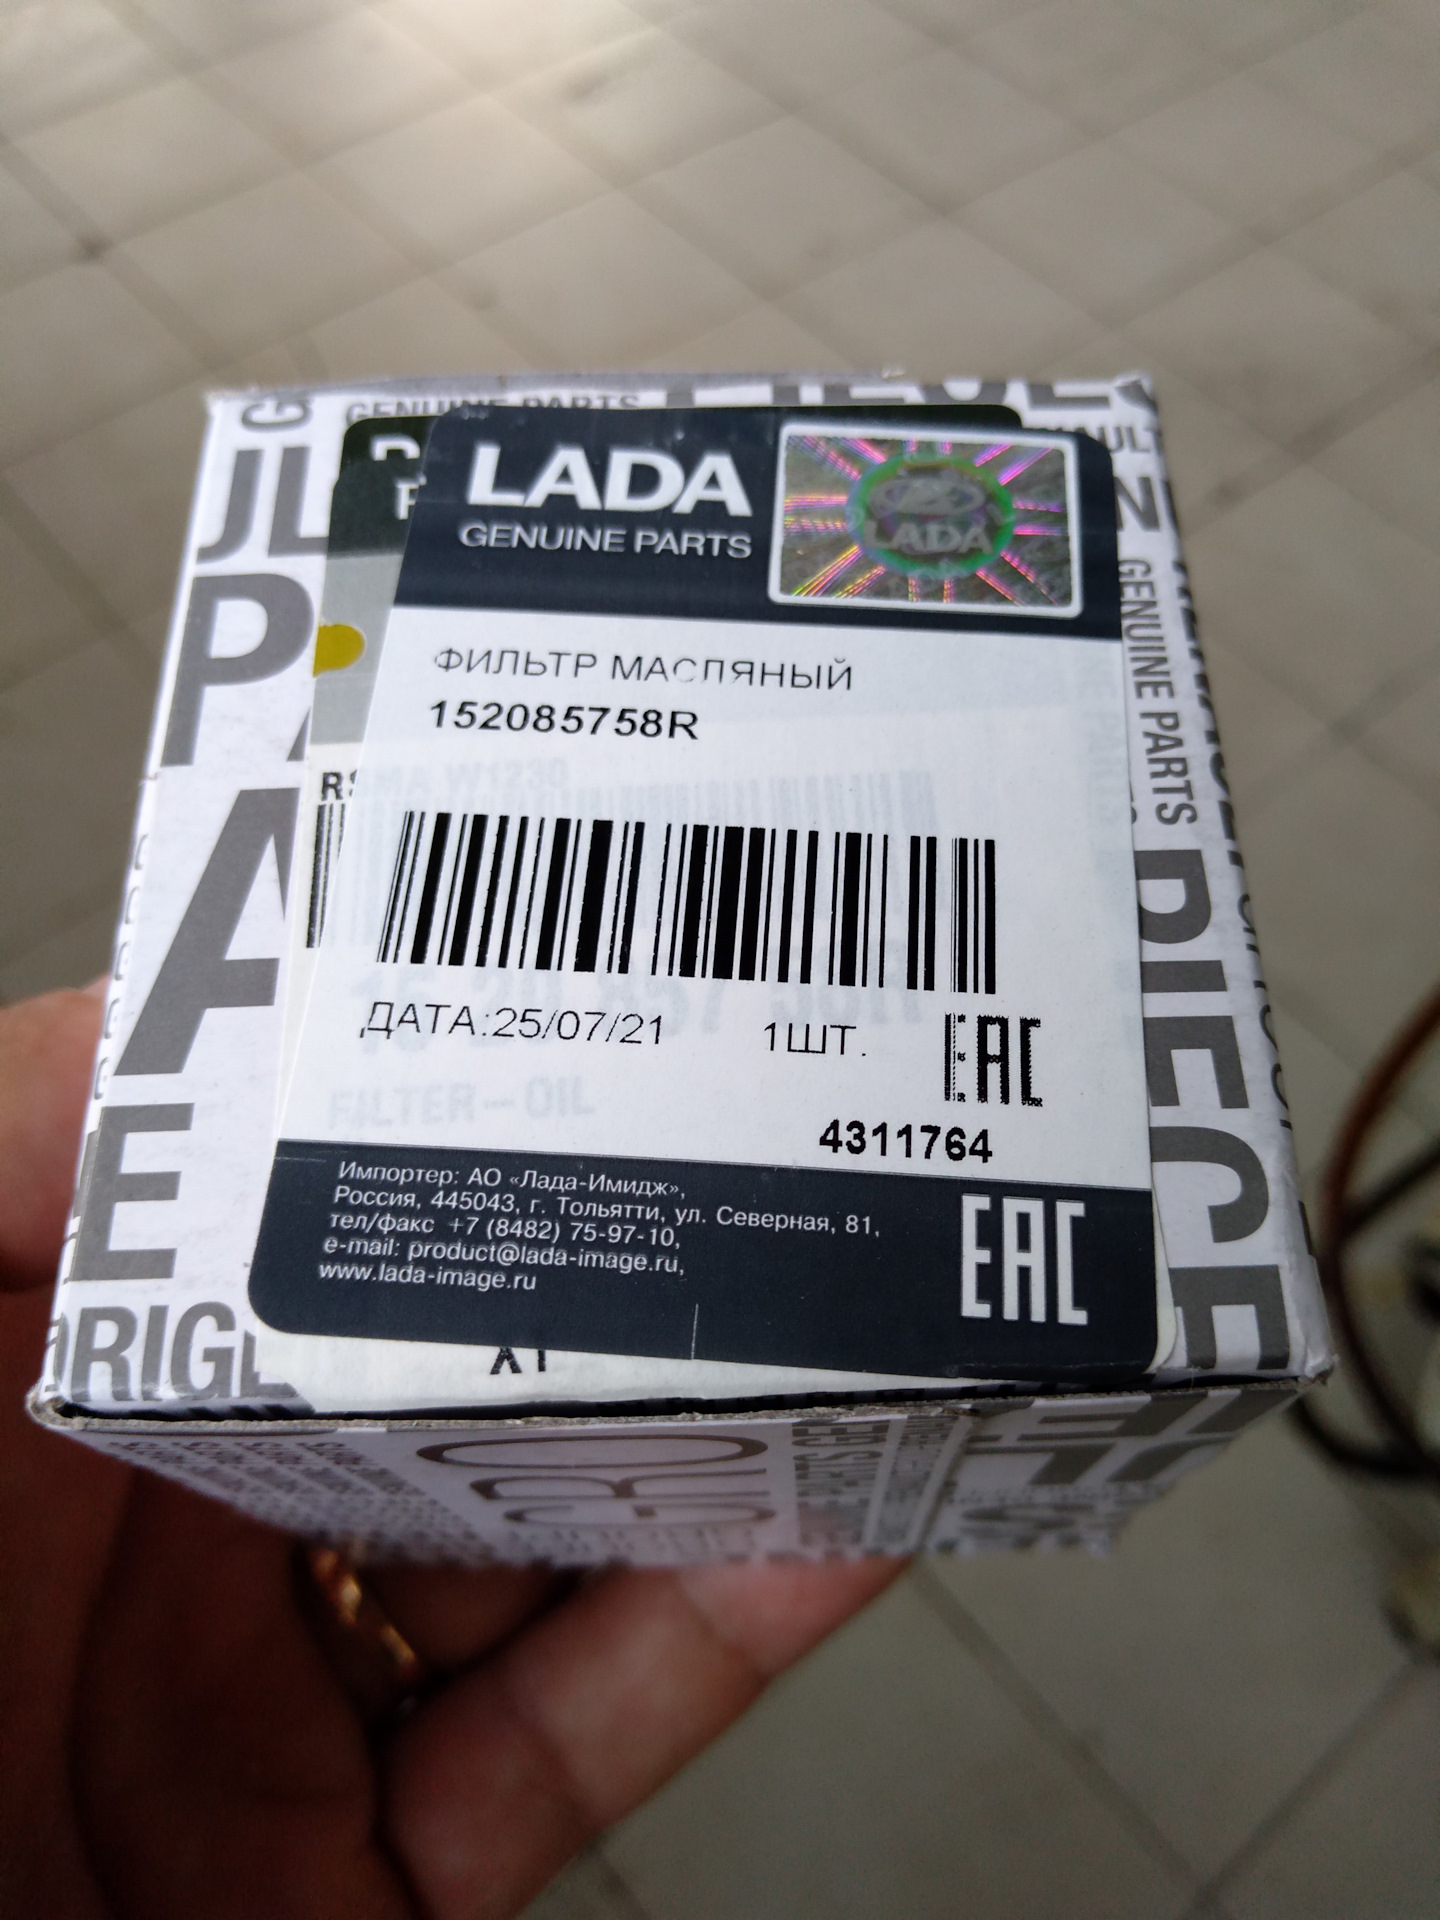 GENUINE PARTS
LADA
GENUINE PARTS
LADA
ФИЛЬТР МАСЛЯНЫЙ
152085758R
GENUINE PARTS
ДАТА:25/07/21 1ШТ. EAC
FILTER-OIL
4311764
Импортер: АО «Лада-Имидж»,
Россия, 445043, г. Тольятти, ул. Северная, 81,
тел/факс +7 (8482) 75-97-10,
e-mail: product@lada-image.ru,
www.lada-image.ru
EAC
X1